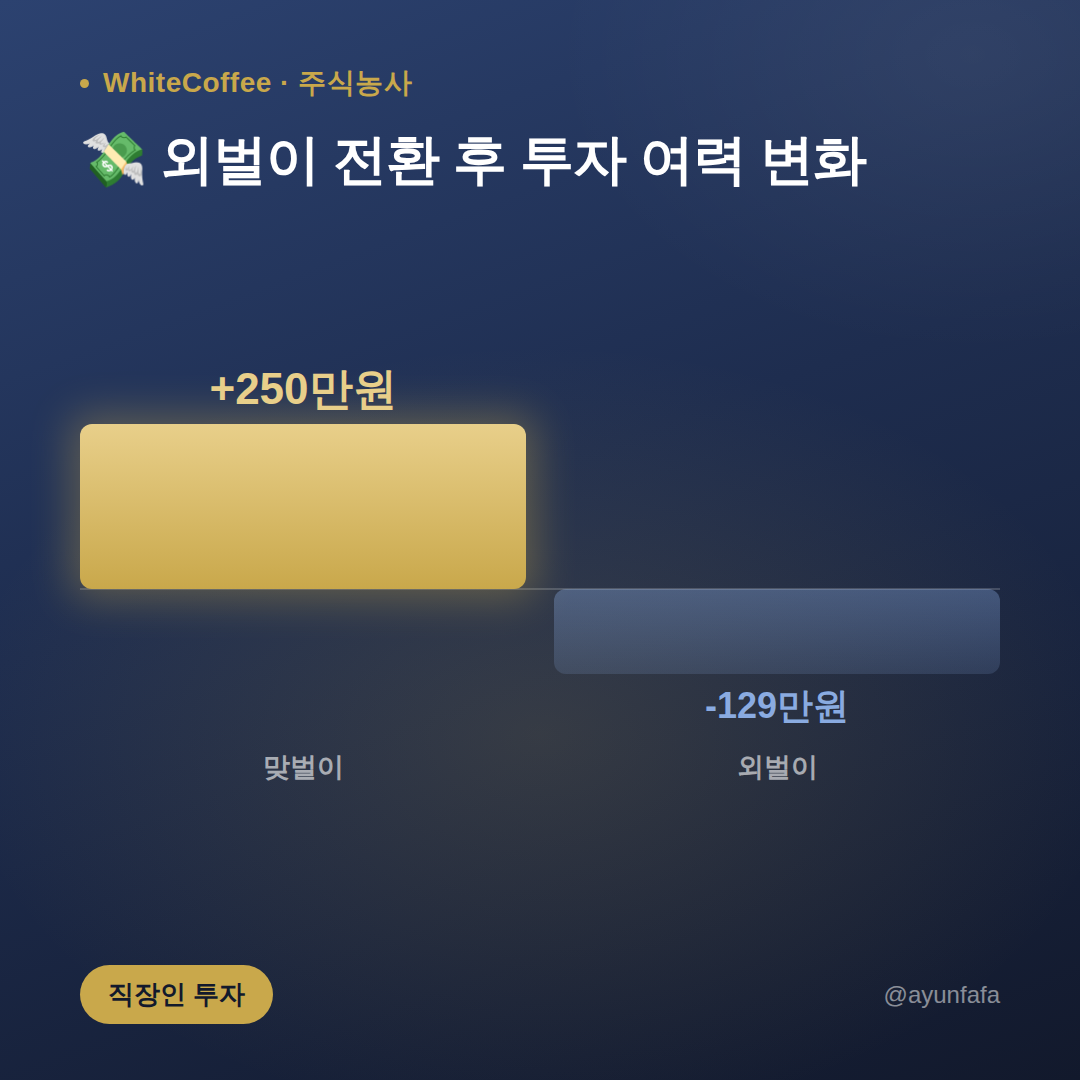 WhiteCoffee · 주식농사
💸 외벌이 전환 후 투자 여력 변화
+250만원
-129만원
맞벌이
외벌이
직장인 투자
@ayunfafa